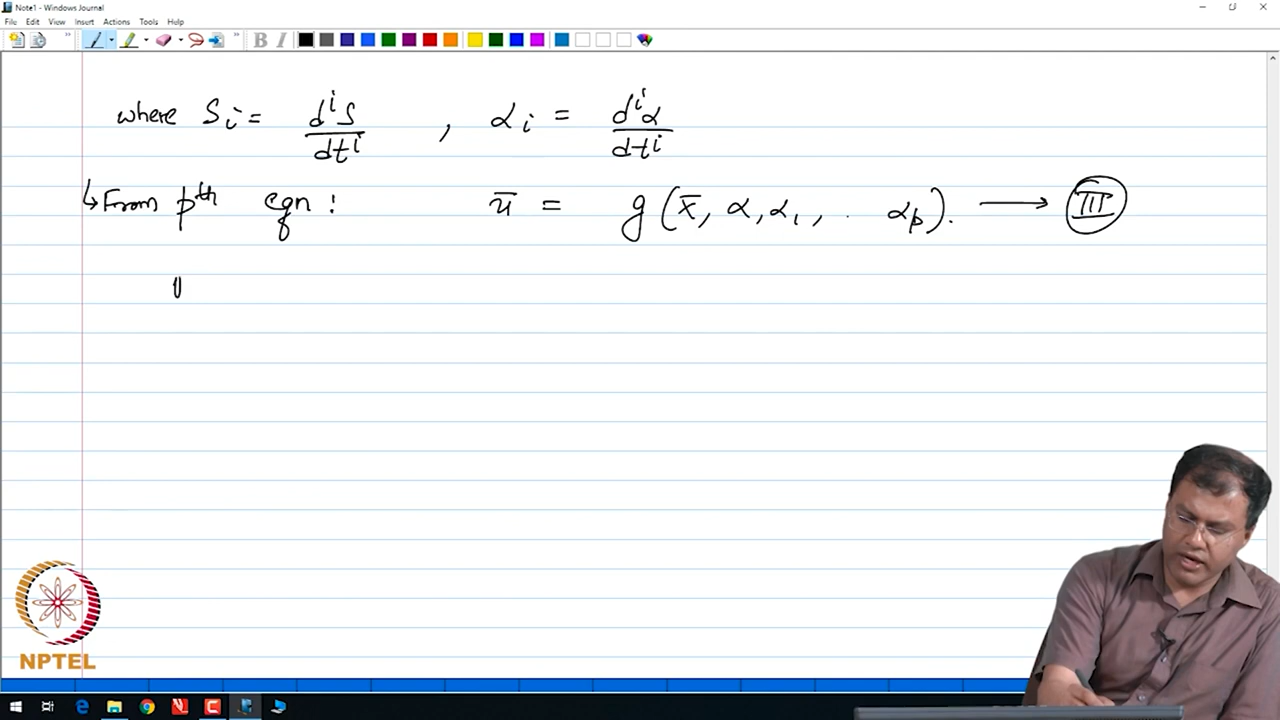 Note1 - Windows Journal
File Edit View Insert Actions Tools Help
B I
where S_i = d^i S / dt^i , α_i = d^i α / dt^i
↳ From p^th eqn : ū = g(x̄, α, α_1, . α_p). → III
NPTEL